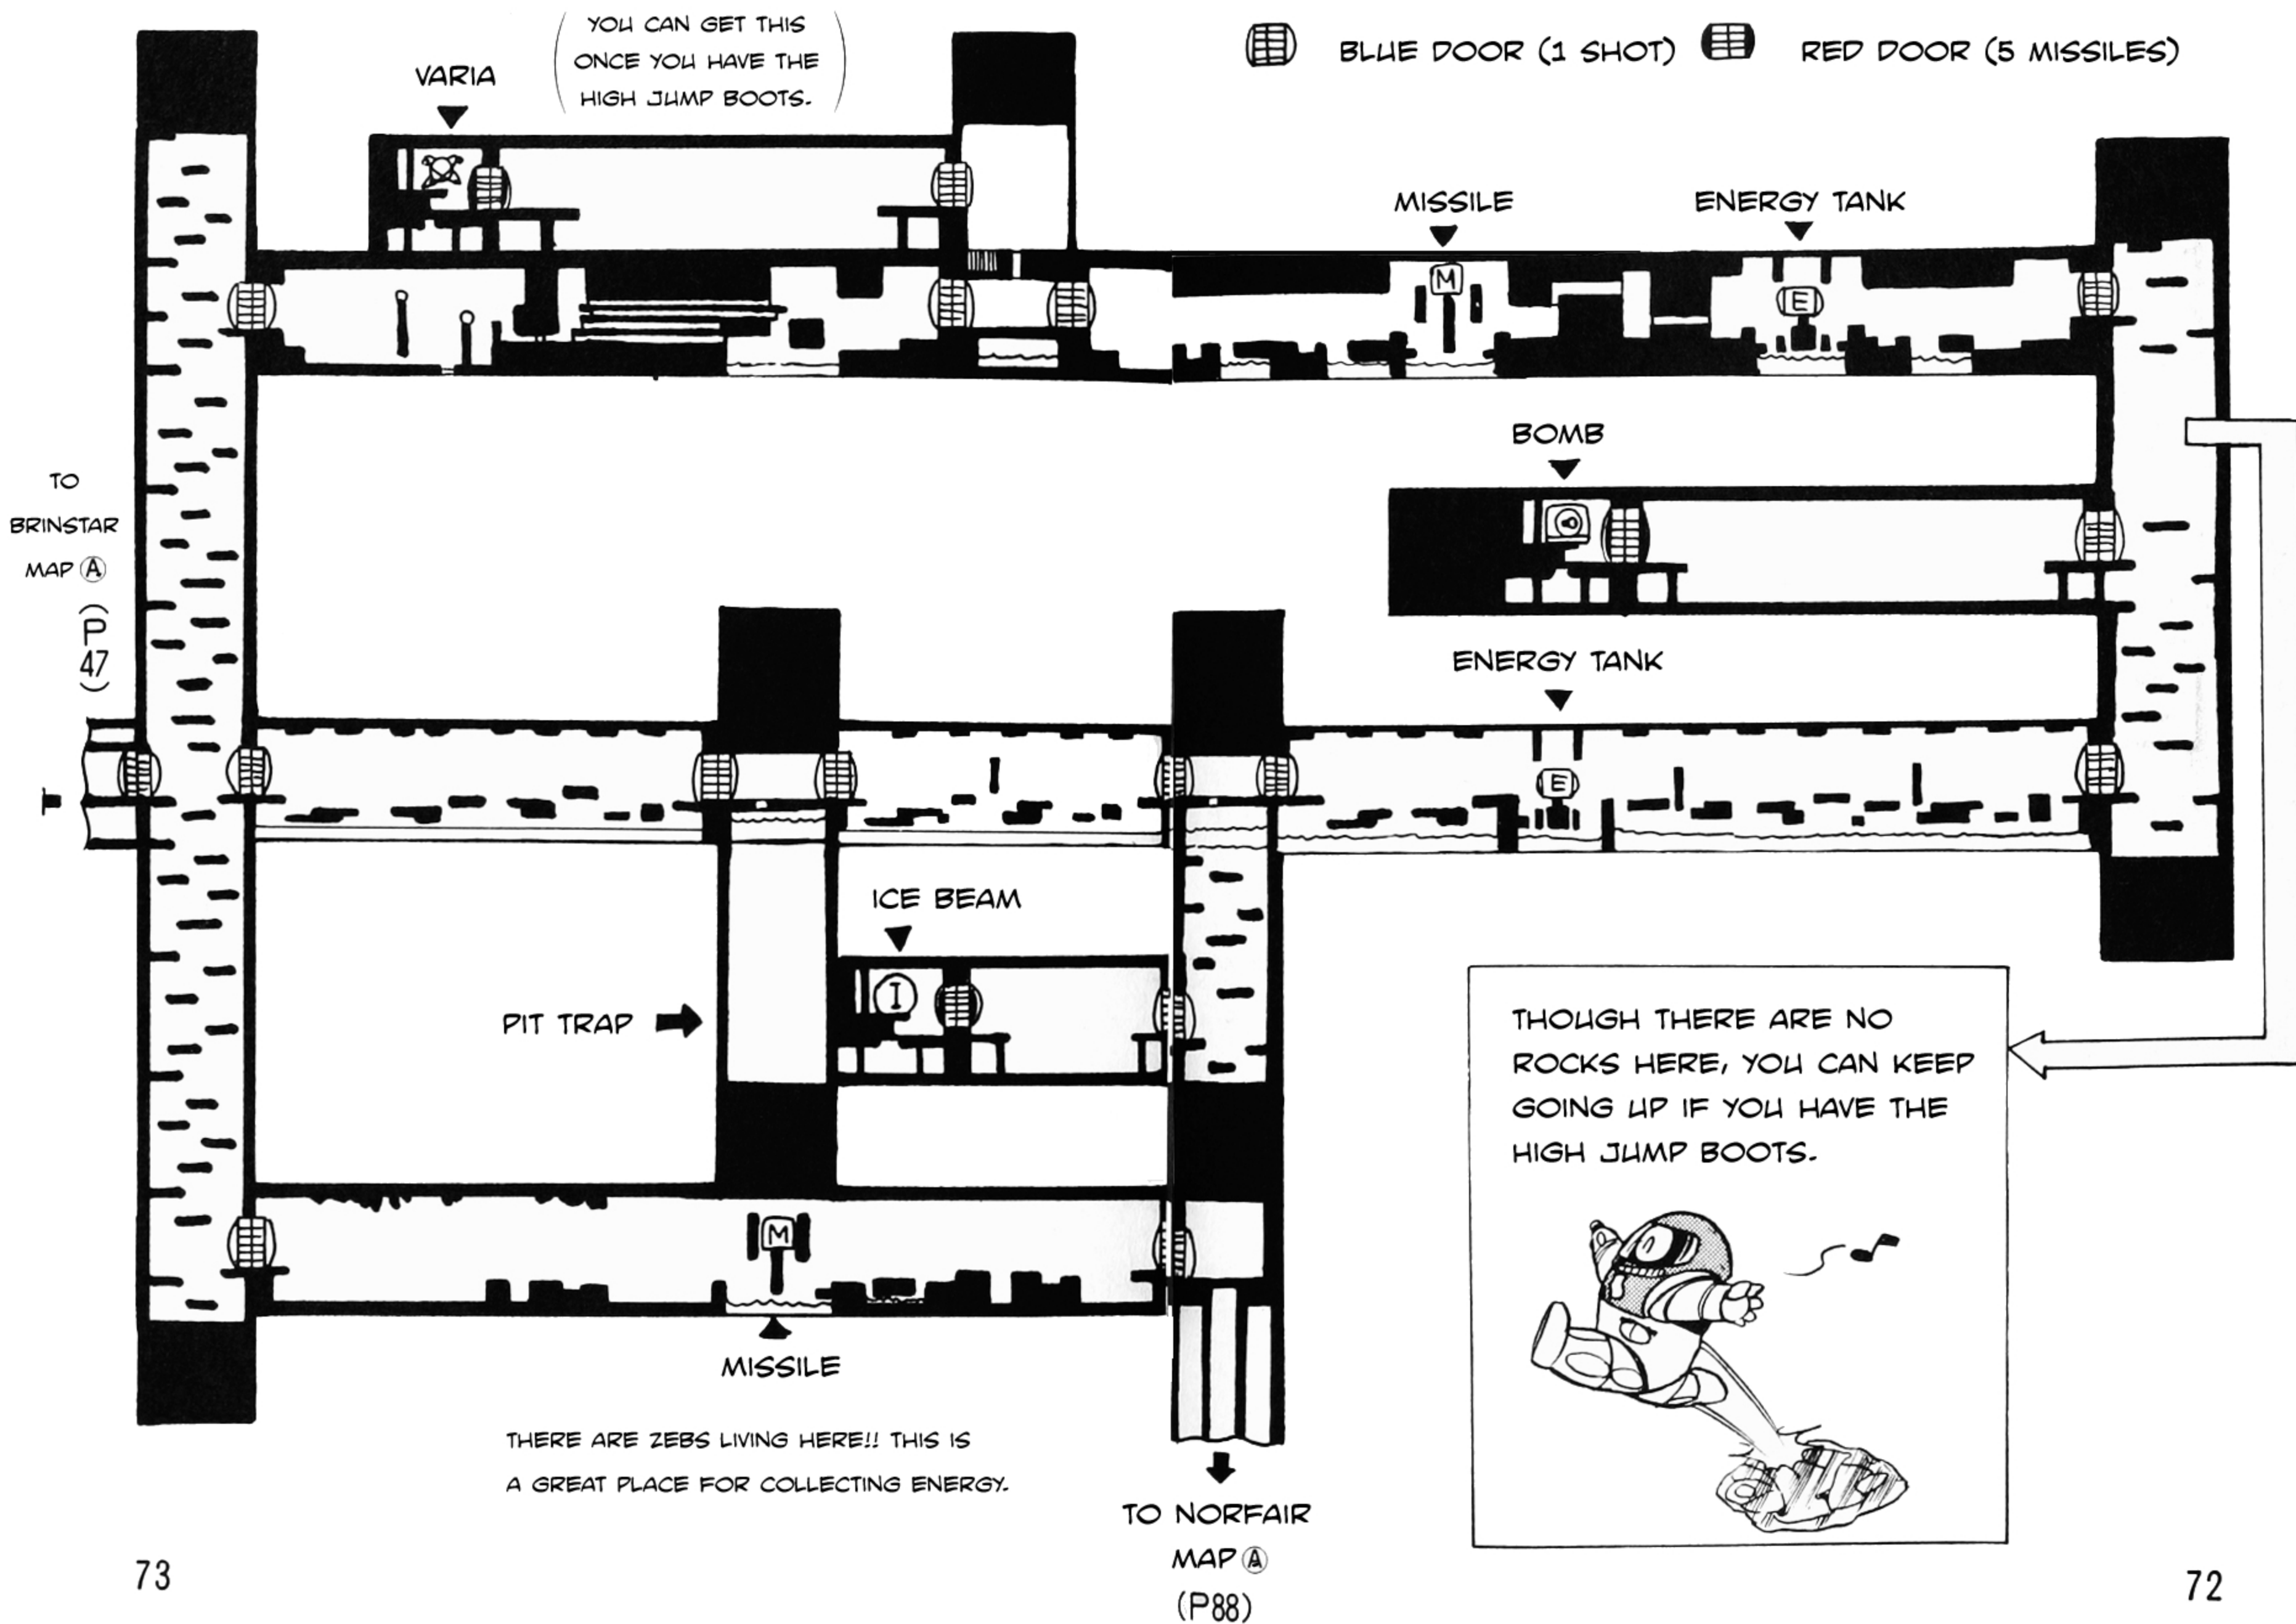 YOU CAN GET THIS
ONCE YOU HAVE THE
HIGH JUMP BOOTS.
BLUE DOOR (1 SHOT)
RED DOOR (5 MISSILES)
VARIA
MISSILE
ENERGY TANK
M
E
BOMB
TO
BRINSTAR
MAP Ⓐ
(P
47)
ENERGY TANK
E
ICE BEAM
I
PIT TRAP
THOUGH THERE ARE NO
ROCKS HERE, YOU CAN KEEP
GOING UP IF YOU HAVE THE
HIGH JUMP BOOTS.
M
MISSILE
THERE ARE ZEBS LIVING HERE!! THIS IS
A GREAT PLACE FOR COLLECTING ENERGY.
TO NORFAIR
MAP Ⓐ
(P88)
73
72